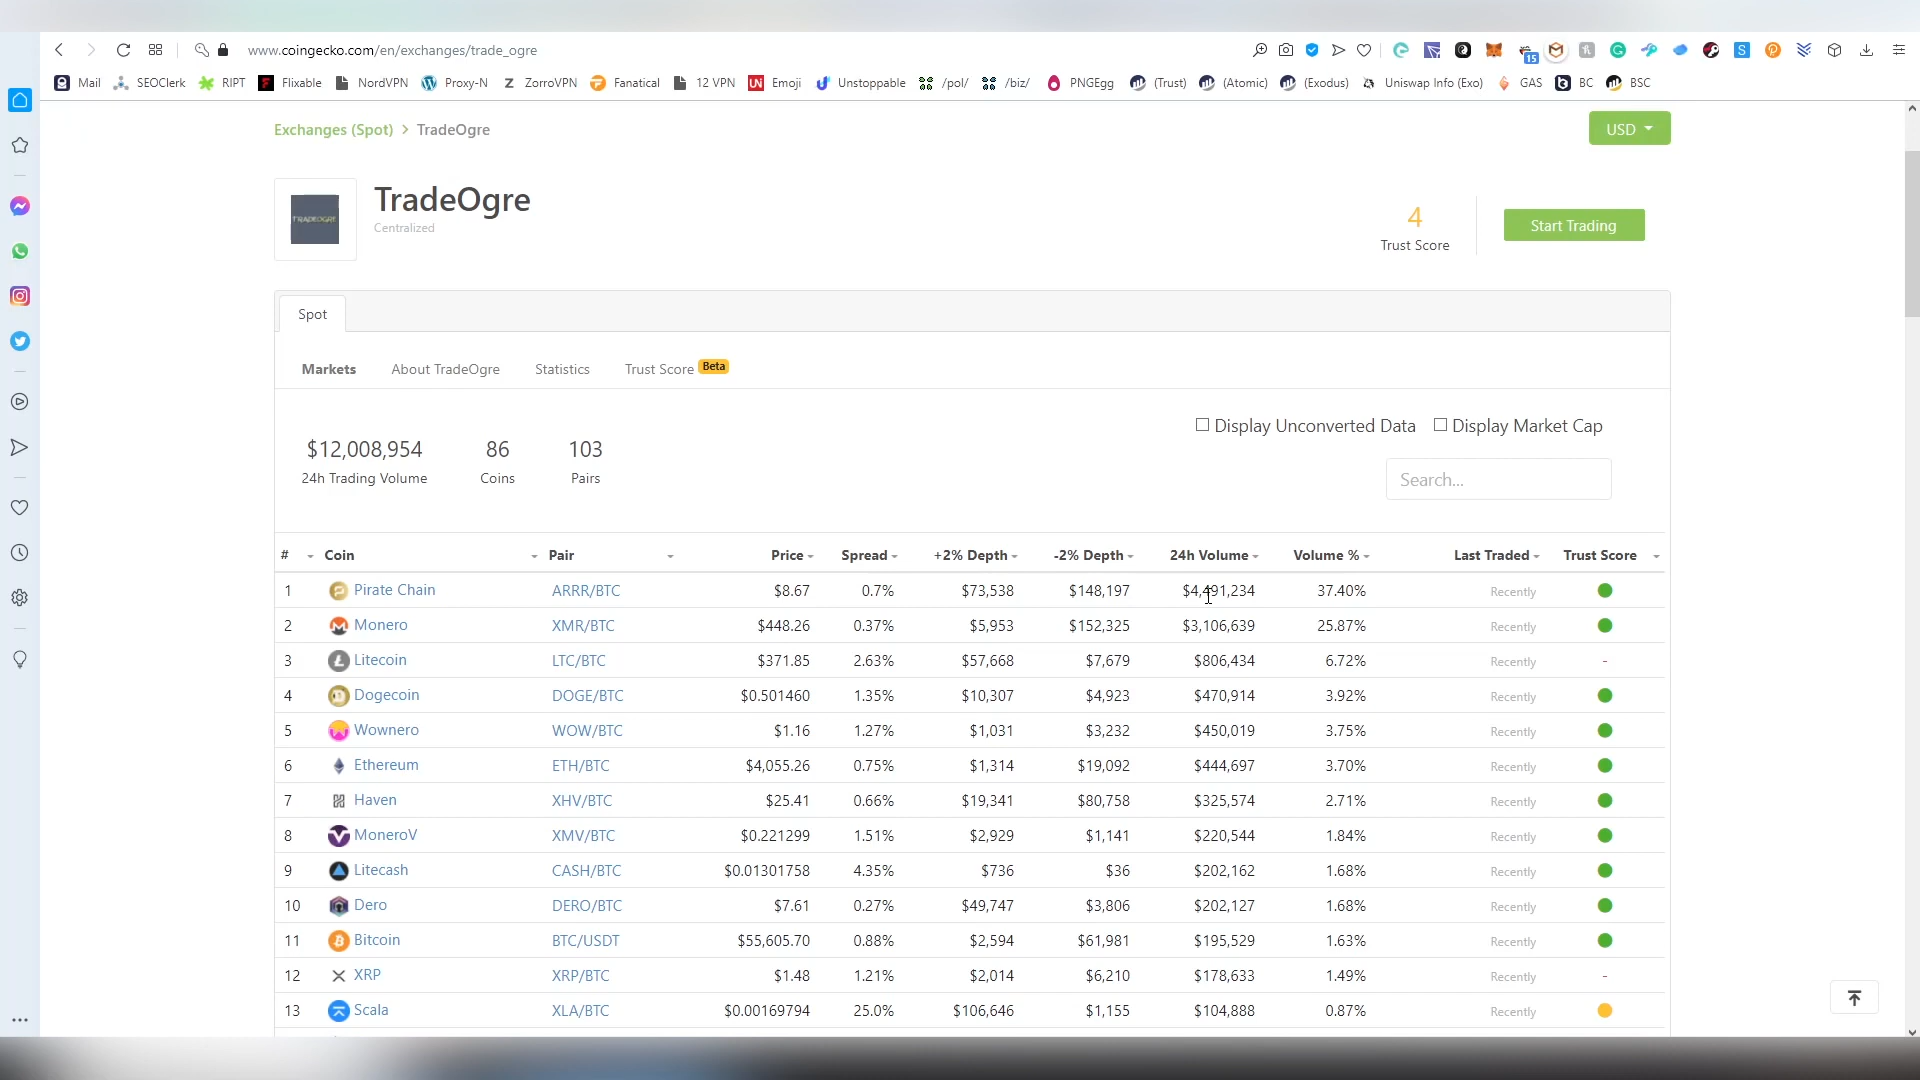 www.coingecko.com/en/exchanges/trade_ogre
15
Mail SEOClerk RIPT Flixable NordVPN Proxy-N ZorroVPN Fanatical 12 VPN Emoji Unstoppable /pol/ /biz/ PNGEgg (Trust) (Atomic) (Exodus) Uniswap Info (Exo) GAS BC BSC
Exchanges (Spot) > TradeOgre
USD
TRADEOGRE
TradeOgre
Centralized
4
Trust Score
Start Trading
Spot
Markets About TradeOgre Statistics Trust Score Beta
Display Unconverted Data Display Market Cap
$12,008,954 86 103
24h Trading Volume Coins Pairs
Search...
# Coin Pair Price Spread +2% Depth -2% Depth 24h Volume Volume % Last Traded Trust Score
1 Pirate Chain ARRR/BTC $8.67 0.7% $73,538 $148,197 $4,491,234 37.40% Recently
2 Monero XMR/BTC $448.26 0.37% $5,953 $152,325 $3,106,639 25.87% Recently
3 Litecoin LTC/BTC $371.85 2.63% $57,668 $7,679 $806,434 6.72% Recently -
4 Dogecoin DOGE/BTC $0.501460 1.35% $10,307 $4,923 $470,914 3.92% Recently
5 Wownero WOW/BTC $1.16 1.27% $1,031 $3,232 $450,019 3.75% Recently
6 Ethereum ETH/BTC $4,055.26 0.75% $1,314 $19,092 $444,697 3.70% Recently
7 Haven XHV/BTC $25.41 0.66% $19,341 $80,758 $325,574 2.71% Recently
8 MoneroV XMV/BTC $0.221299 1.51% $2,929 $1,141 $220,544 1.84% Recently
9 Litecash CASH/BTC $0.01301758 4.35% $736 $36 $202,162 1.68% Recently
10 Dero DERO/BTC $7.61 0.27% $49,747 $3,806 $202,127 1.68% Recently
11 Bitcoin BTC/USDT $55,605.70 0.88% $2,594 $61,981 $195,529 1.63% Recently
12 XRP XRP/BTC $1.48 1.21% $2,014 $6,210 $178,633 1.49% Recently -
13 Scala XLA/BTC $0.00169794 25.0% $106,646 $1,155 $104,888 0.87% Recently